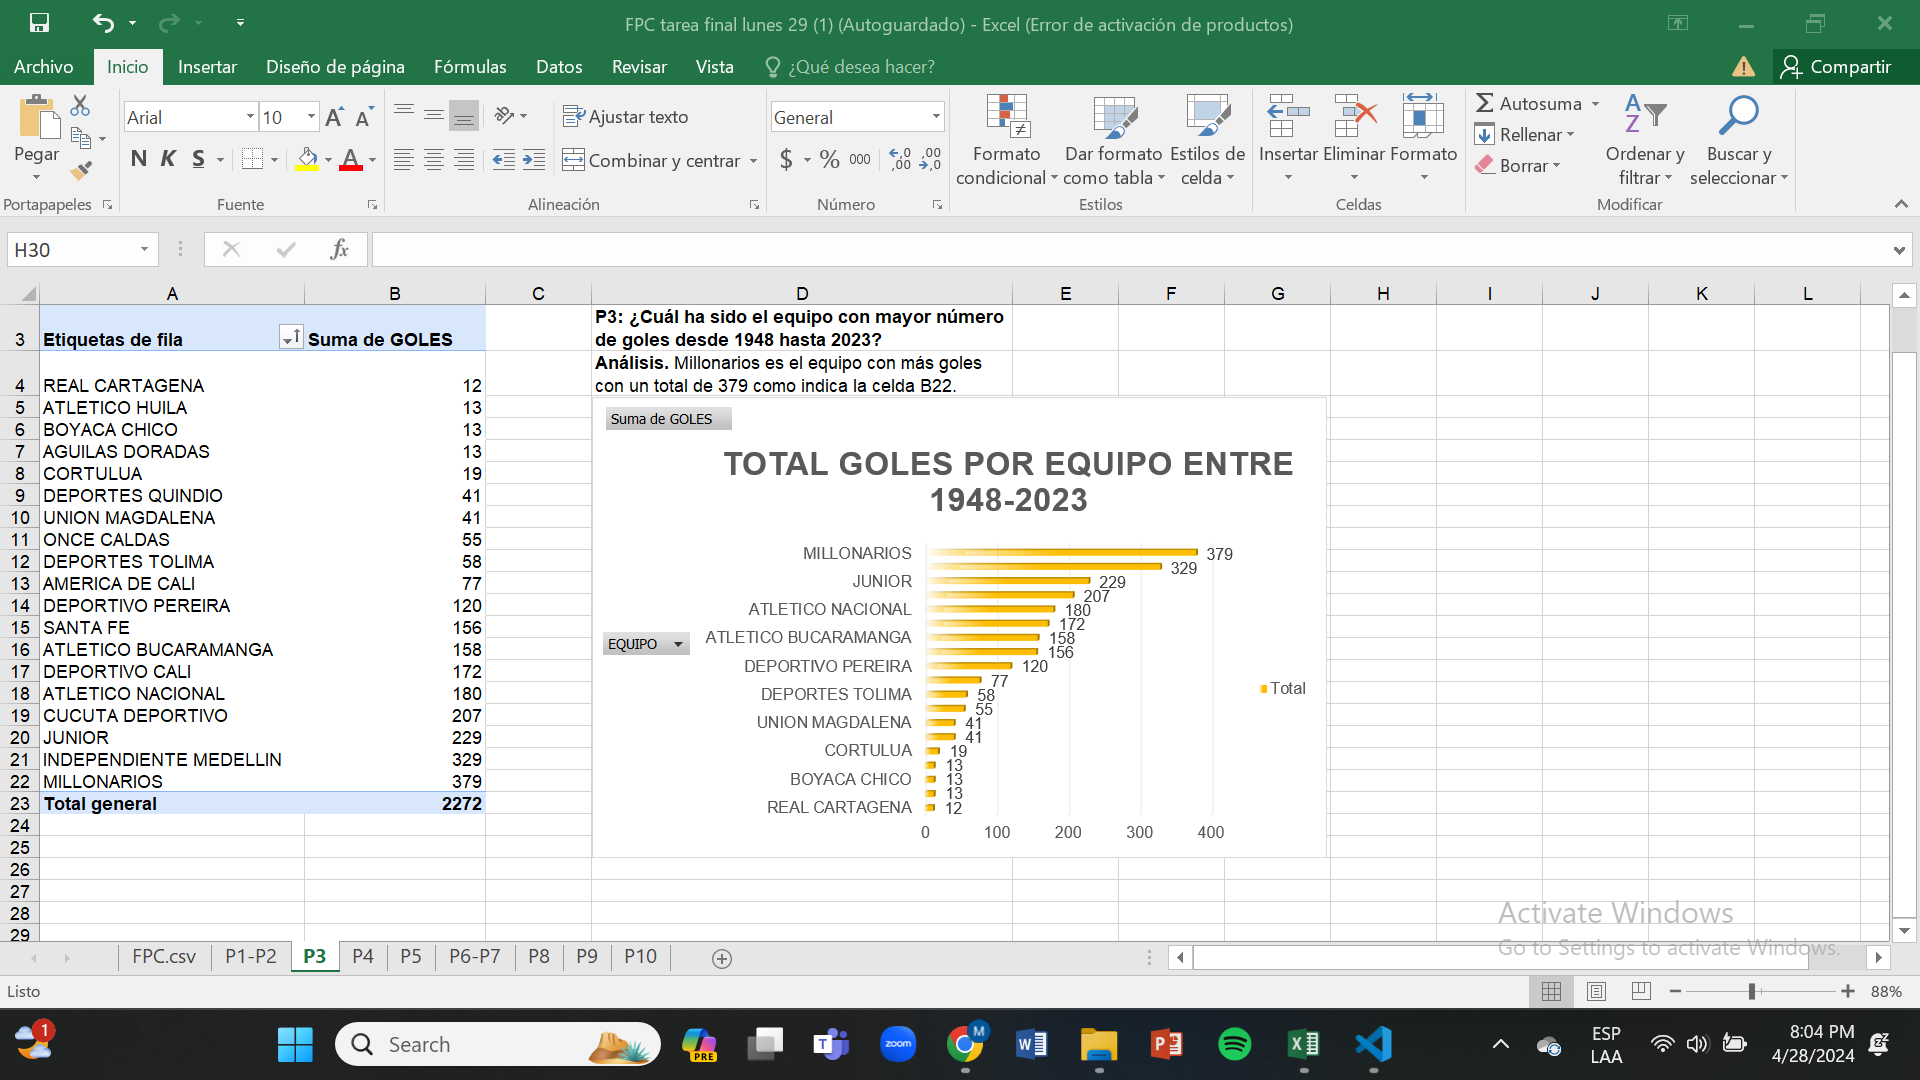 FPC tarea final lunes 29 (1) (Autoguardado) - Excel (Error de activación de productos)
Archivo Inicio Insertar Diseño de página Fórmulas Datos Revisar Vista ¿Qué desea hacer? Compartir
Pegar
Portapapeles
Arial 10
N K S
Fuente
Ajustar texto
Combinar y centrar
Alineación
General
$ % 000
Número
Formato condicional
Dar formato como tabla
Estilos de celda
Estilos
Insertar Eliminar Formato
Celdas
Autosuma
Rellenar
Borrar
Ordenar y filtrar
Buscar y seleccionar
Modificar
H30 fx
A B C D E F G H I J K L
3 Etiquetas de fila Suma de GOLES
4 REAL CARTAGENA 12
5 ATLETICO HUILA 13
6 BOYACA CHICO 13
7 AGUILAS DORADAS 13
8 CORTULUA 19
9 DEPORTES QUINDIO 41
10 UNION MAGDALENA 41
11 ONCE CALDAS 55
12 DEPORTES TOLIMA 58
13 AMERICA DE CALI 77
14 DEPORTIVO PEREIRA 120
15 SANTA FE 156
16 ATLETICO BUCARAMANGA 158
17 DEPORTIVO CALI 172
18 ATLETICO NACIONAL 180
19 CUCUTA DEPORTIVO 207
20 JUNIOR 229
21 INDEPENDIENTE MEDELLIN 329
22 MILLONARIOS 379
23 Total general 2272
24
25
26
27
28
29
P3: ¿Cuál ha sido el equipo con mayor número
de goles desde 1948 hasta 2023?
Análisis. Millonarios es el equipo con más goles
con un total de 379 como indica la celda B22.
Suma de GOLES
TOTAL GOLES POR EQUIPO ENTRE
1948-2023
MILLONARIOS 379
329
JUNIOR 229
207
ATLETICO NACIONAL 180
172
ATLETICO BUCARAMANGA 158
156
DEPORTIVO PEREIRA 120
77
DEPORTES TOLIMA 58
55
UNION MAGDALENA 41
41
CORTULUA 19
13
BOYACA CHICO 13
13
REAL CARTAGENA 12
0 100 200 300 400
EQUIPO
Total
Activate Windows
Go to Settings to activate Windows.
FPC.csv P1-P2 P3 P4 P5 P6-P7 P8 P9 P10
Listo
88%
1
Search
PRE
zoom
M
ESP
LAA
8:04 PM
4/28/2024